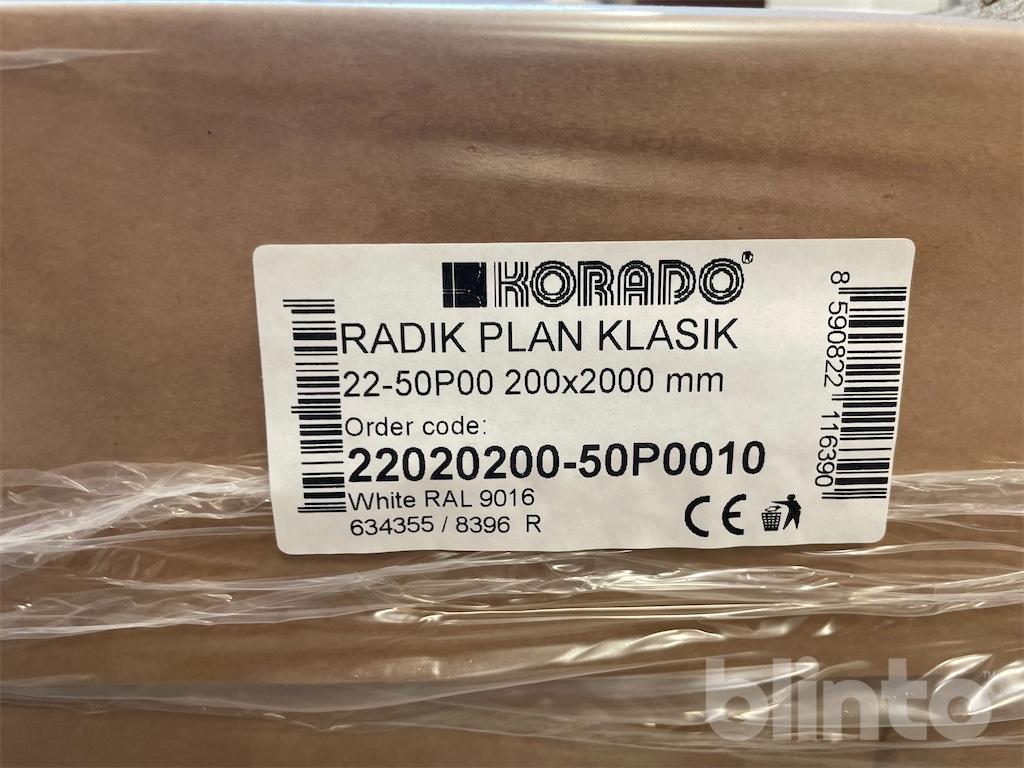 KORADO®
RADIK PLAN KLASIK
22-50P00 200x2000 mm
Order code:
22020200-50P0010
White RAL 9016
634355 / 8396 R
CE
8 590822 116390
blinto™